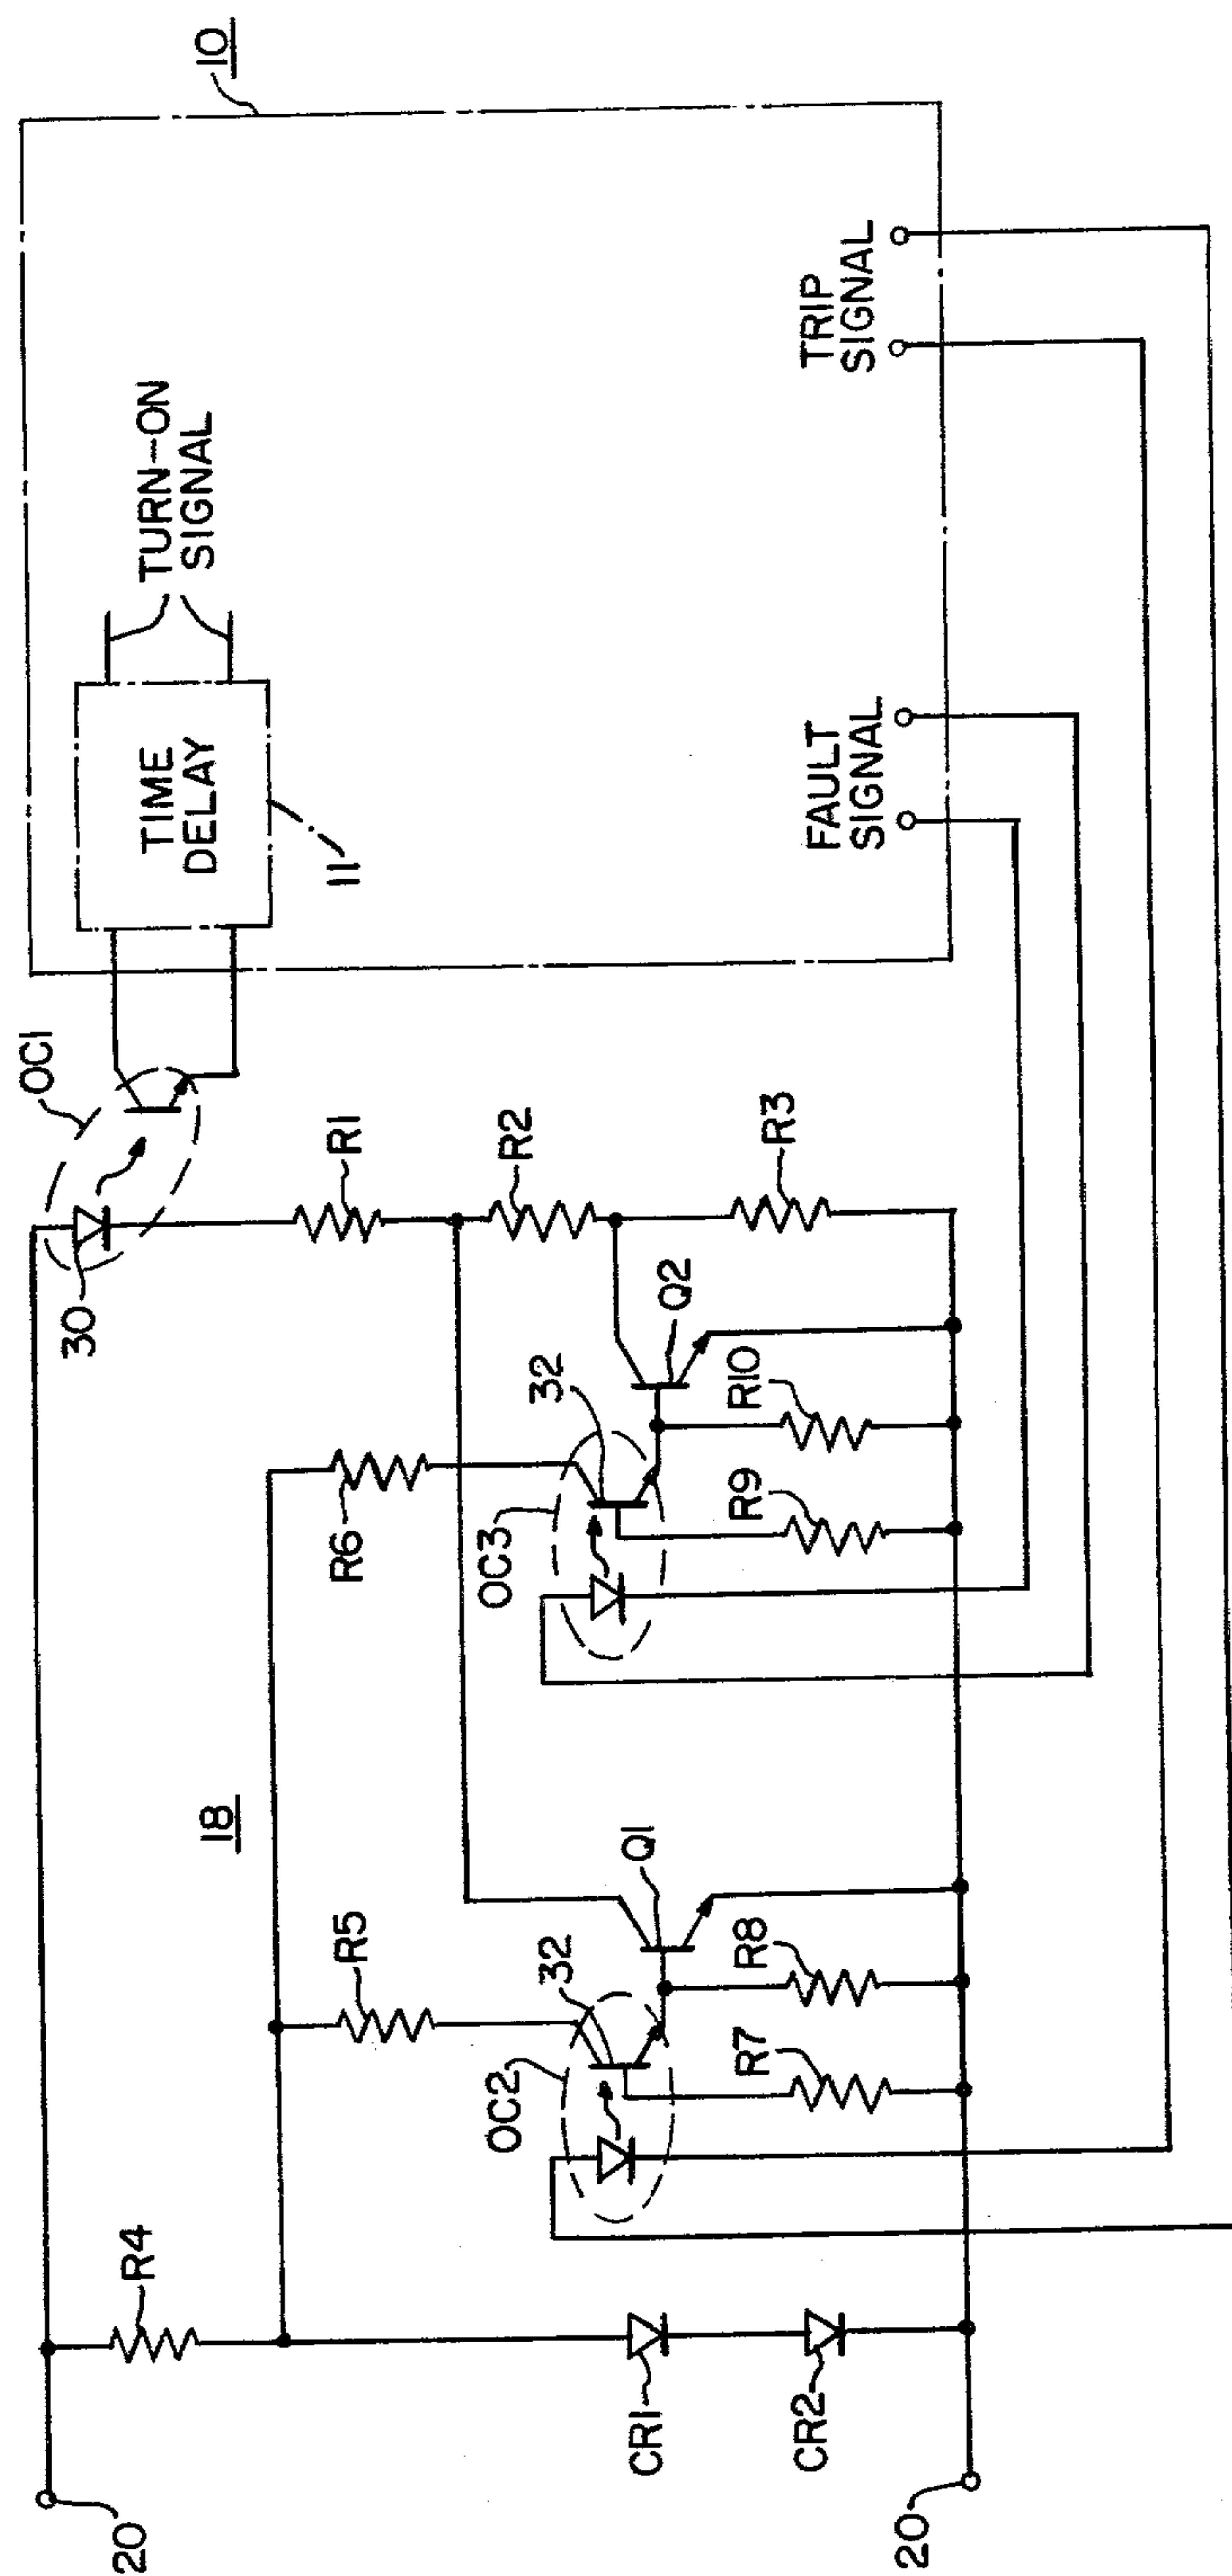 10
TURN-ON
SIGNAL
TIME
DELAY
11
TRIP
SIGNAL
FAULT
SIGNAL
OC1
30
R1
R2
R3
Q2
32
R10
R9
R6
OC3
18
Q1
R5
32
R8
R7
OC2
R4
CR1
CR2
20
20